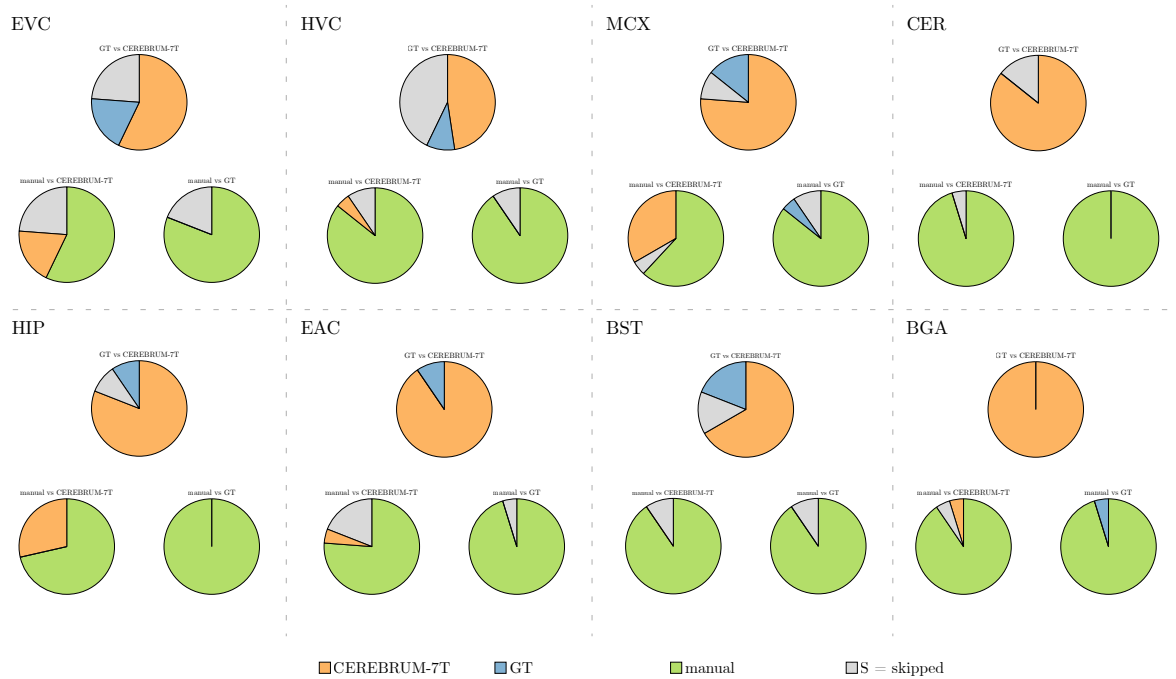 EVC
HVC
MCX
CER
GT vs CEREBRUM-7T
GT vs CEREBRUM-7T
GT vs CEREBRUM-7T
GT vs CEREBRUM-7T
manual vs CEREBRUM-7T
manual vs GT
manual vs CEREBRUM-7T
manual vs GT
manual vs CEREBRUM-7T
manual vs GT
manual vs CEREBRUM-7T
manual vs GT
HIP
EAC
BST
BGA
GT vs CEREBRUM-7T
GT vs CEREBRUM-7T
GT vs CEREBRUM-7T
GT vs CEREBRUM-7T
manual vs CEREBRUM-7T
manual vs GT
manual vs CEREBRUM-7T
manual vs GT
manual vs CEREBRUM-7T
manual vs GT
manual vs CEREBRUM-7T
manual vs GT
CEREBRUM-7T
GT
manual
S = skipped